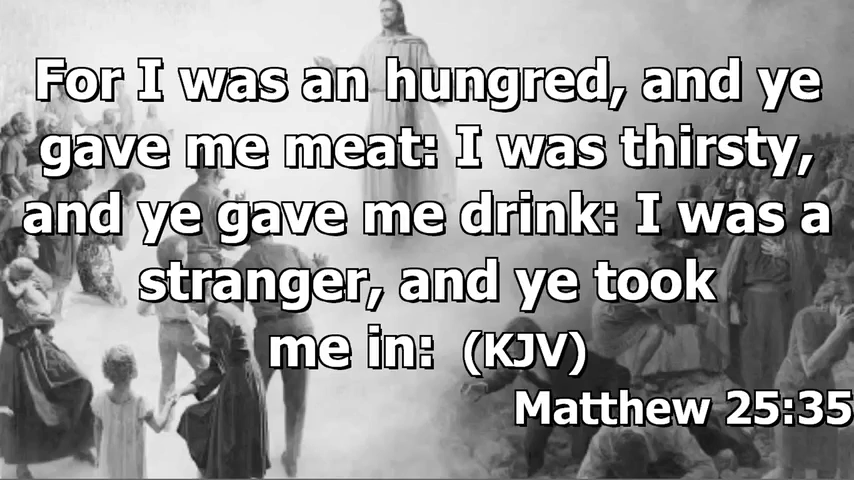 For I was an hungred, and ye
gave me meat: I was thirsty,
and ye gave me drink: I was a
stranger, and ye took
me in: (KJV)
Matthew 25:35